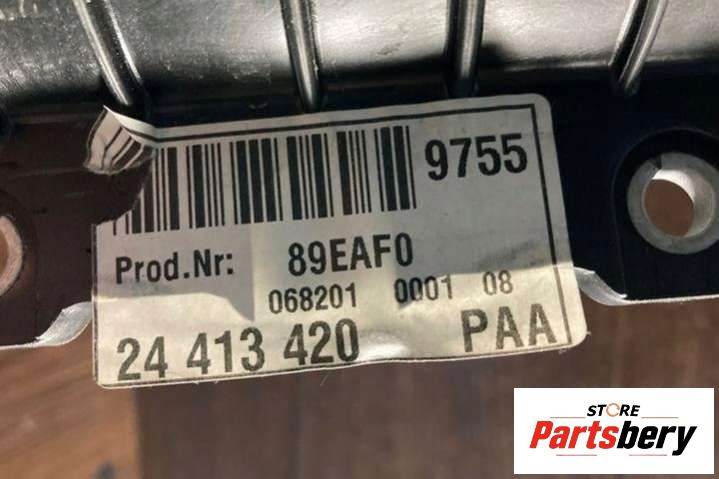 9755
Prod.Nr: 89EAF0
068201 0001 08
24 413 420 PAA
STORE
Partsbery